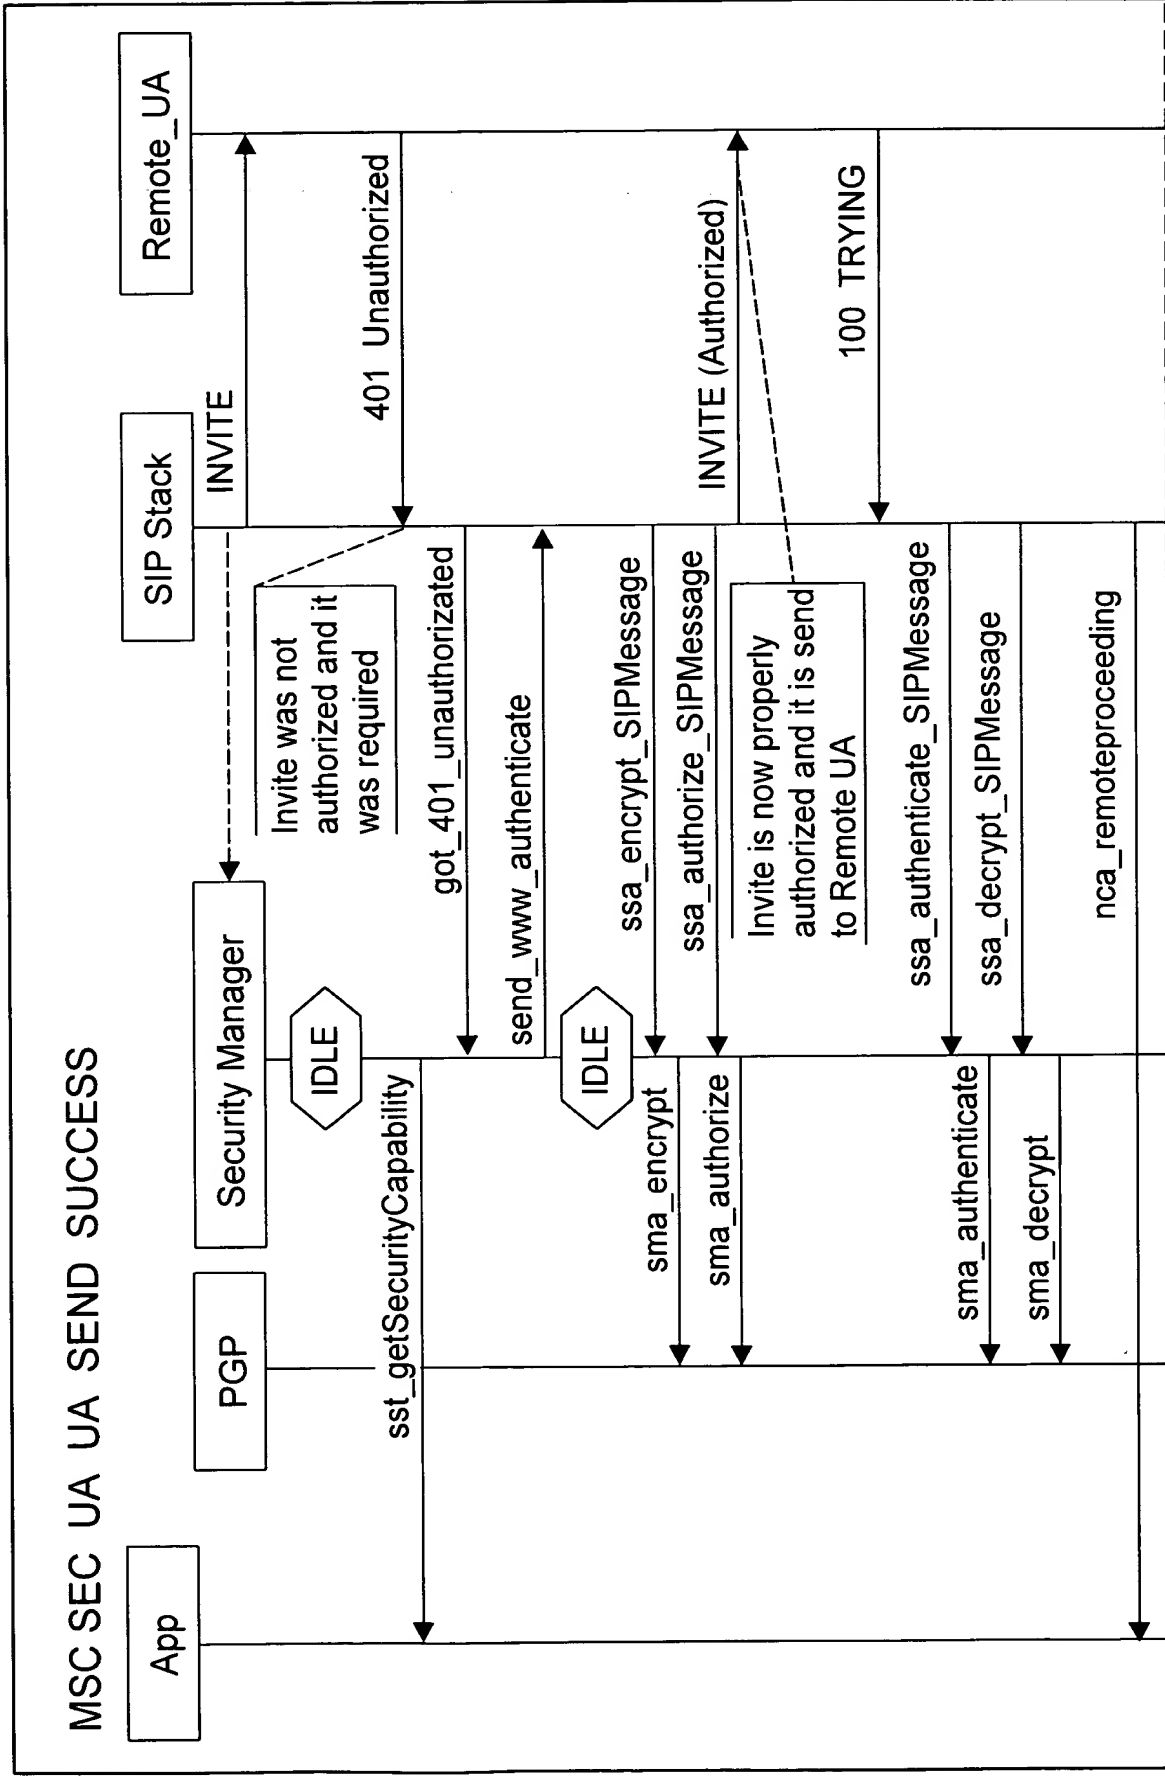 MSC SEC UA UA SEND SUCCESS
App
PGP
Security Manager
SIP Stack
Remote_UA
INVITE
IDLE
Invite was not
authorized and it
was required
401 Unauthorized
sst_getSecurityCapability
got_401_unauthorizated
send_www_authenticate
IDLE
ssa_encrypt_SIPMessage
sma_encrypt
ssa_authorize_SIPMessage
sma_authorize
INVITE (Authorized)
Invite is now properly
authorized and it is send
to Remote UA
100 TRYING
ssa_authenticate_SIPMessage
sma_authenticate
ssa_decrypt_SIPMessage
sma_decrypt
nca_remoteproceeding